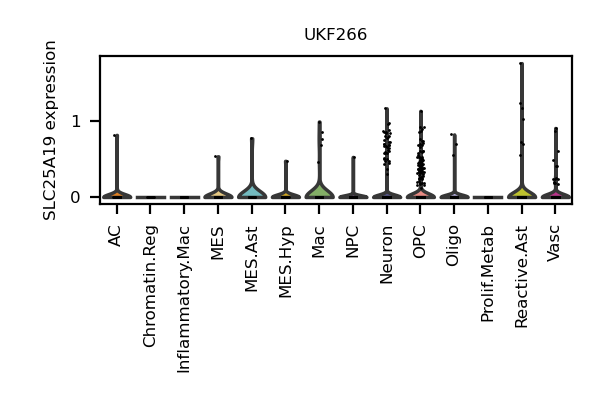 UKF266
SLC25A19 expression
1
0
AC
Chromatin.Reg
Inflammatory.Mac
MES
MES.Ast
MES.Hyp
Mac
NPC
Neuron
OPC
Oligo
Prolif.Metab
Reactive.Ast
Vasc